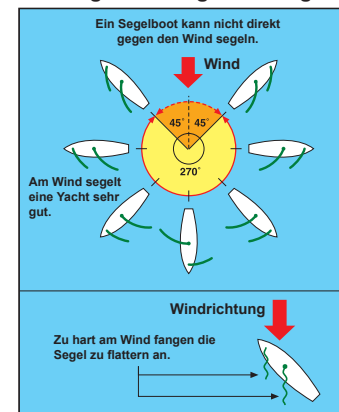 Ein Segelboot kann nicht direkt
gegen den Wind segeln.
Wind
45° 45°
270°
Am Wind segelt
eine Yacht sehr
gut.
Windrichtung
Zu hart am Wind fangen die
Segel zu flattern an.